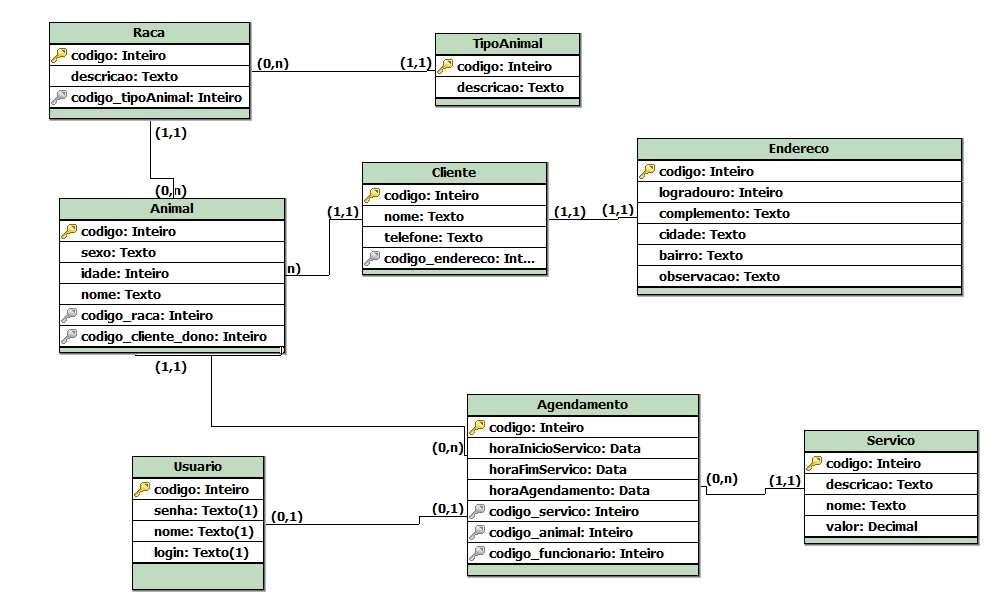 Raca
codigo: Inteiro
descricao: Texto
codigo_tipoAnimal: Inteiro
(0,n)
(1,1)
TipoAnimal
codigo: Inteiro
descricao: Texto
(1,1)
(0,n)
Animal
codigo: Inteiro
sexo: Texto
idade: Inteiro
nome: Texto
codigo_raca: Inteiro
codigo_cliente_dono: Inteiro
(1,1)
n)
Cliente
codigo: Inteiro
nome: Texto
telefone: Texto
codigo_endereco: Int...
(1,1)
(1,1)
Endereco
codigo: Inteiro
logradouro: Inteiro
complemento: Texto
cidade: Texto
bairro: Texto
observacao: Texto
(1,1)
(0,n)
Agendamento
codigo: Inteiro
horaInicioServico: Data
horaFimServico: Data
horaAgendamento: Data
codigo_servico: Inteiro
codigo_animal: Inteiro
codigo_funcionario: Inteiro
(0,n)
(1,1)
Servico
codigo: Inteiro
descricao: Texto
nome: Texto
valor: Decimal
Usuario
codigo: Inteiro
senha: Texto(1)
nome: Texto(1)
login: Texto(1)
(0,1)
(0,1)